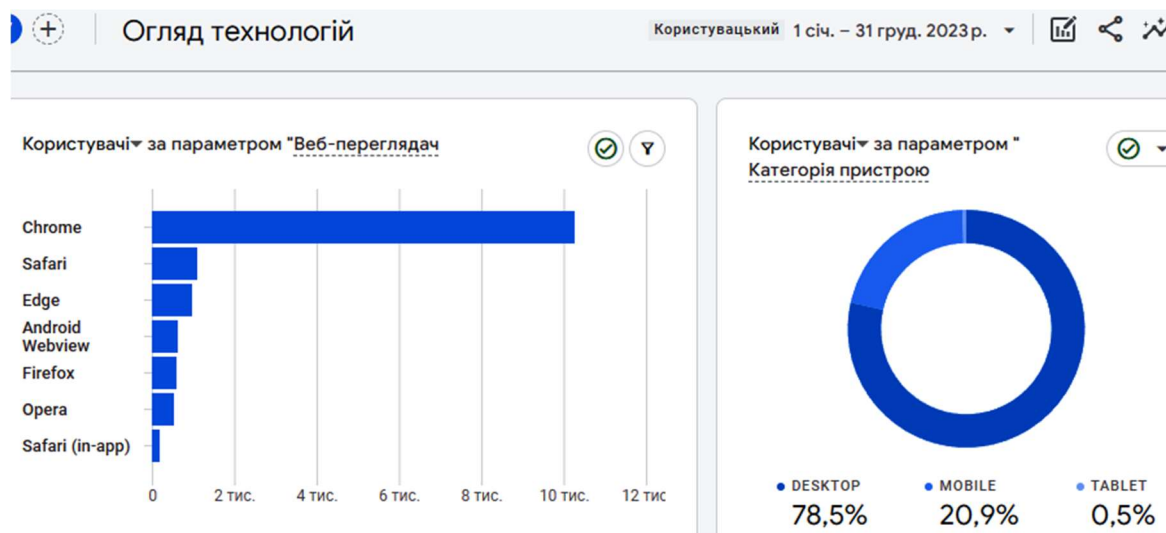 Огляд технологій
Користувацький 1 січ. – 31 груд. 2023 р.
Користувачі за параметром "Веб-переглядач
Chrome
Safari
Edge
Android
Webview
Firefox
Opera
Safari (in-app)
0 2 тис. 4 тис. 6 тис. 8 тис. 10 тис. 12 тис
Користувачі за параметром "
Категорія пристрою
DESKTOP MOBILE TABLET
78,5% 20,9% 0,5%